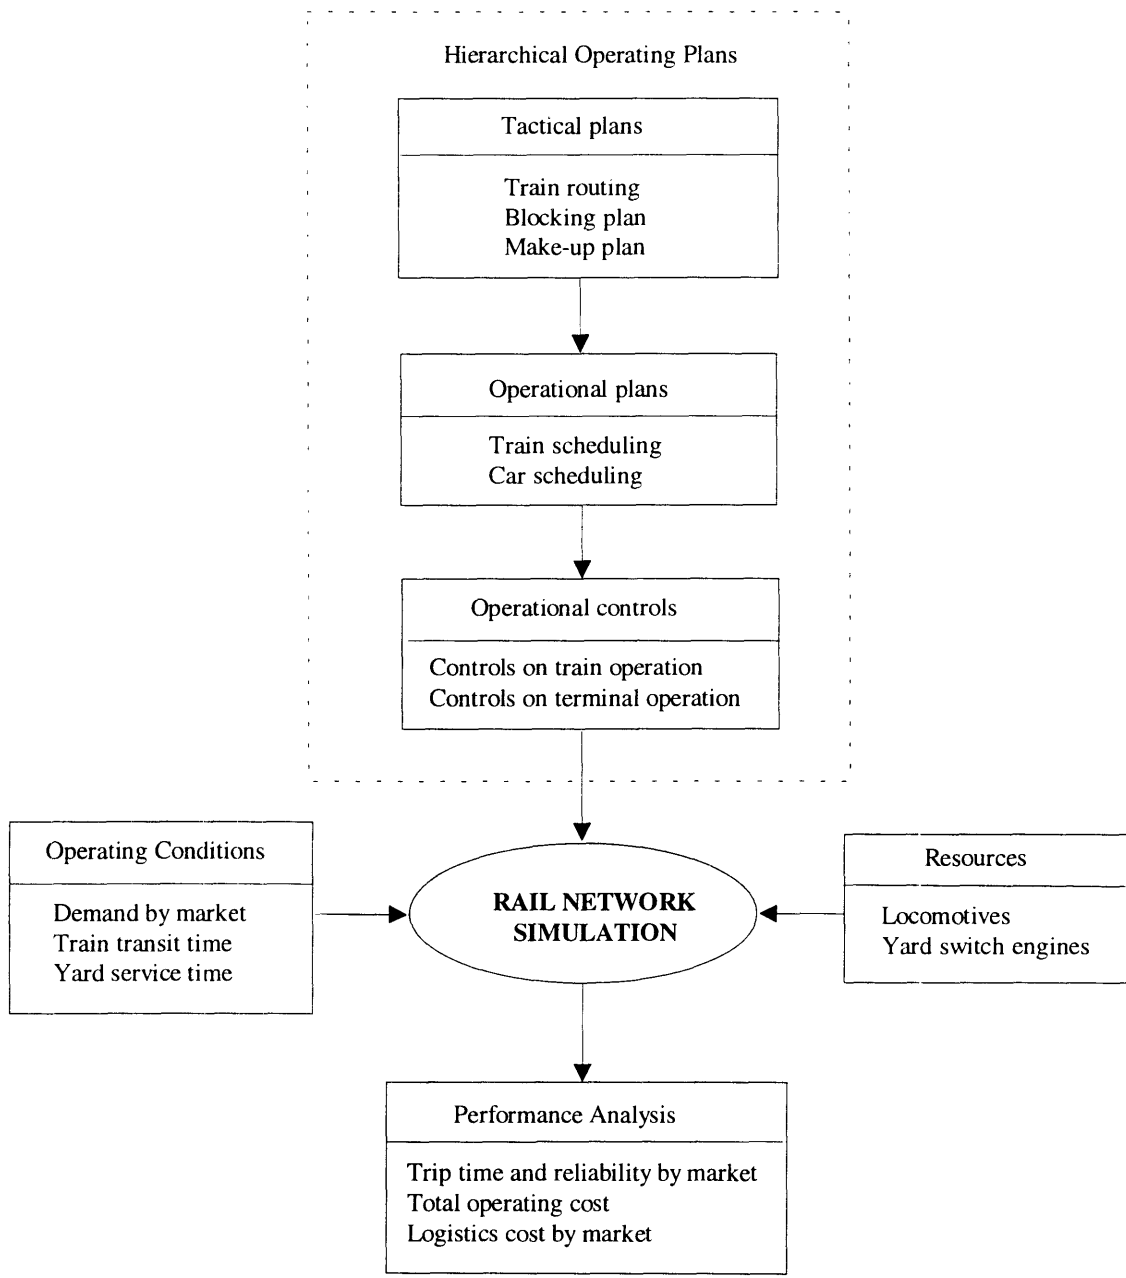 Hierarchical Operating Plans
Tactical plans
Train routing
Blocking plan
Make-up plan
Operational plans
Train scheduling
Car scheduling
Operational controls
Controls on train operation
Controls on terminal operation
Operating Conditions
Demand by market
Train transit time
Yard service time
RAIL NETWORK
SIMULATION
Resources
Locomotives
Yard switch engines
Performance Analysis
Trip time and reliability by market
Total operating cost
Logistics cost by market